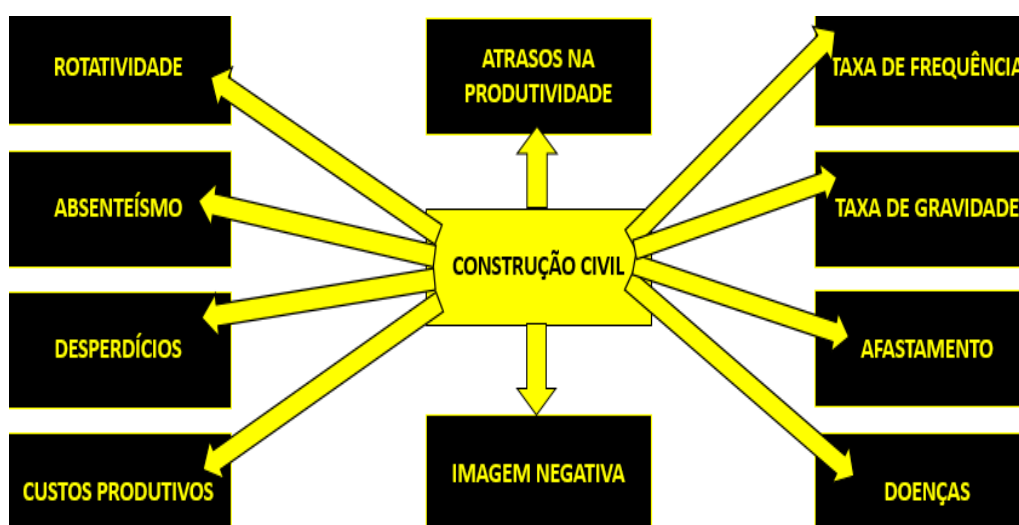 ROTATIVIDADE
ATRASOS NA
PRODUTIVIDADE
TAXA DE FREQUÊNCIA
ABSENTEÍSMO
TAXA DE GRAVIDADE
CONSTRUÇÃO CIVIL
DESPERDÍCIOS
AFASTAMENTO
CUSTOS PRODUTIVOS
IMAGEM NEGATIVA
DOENÇAS